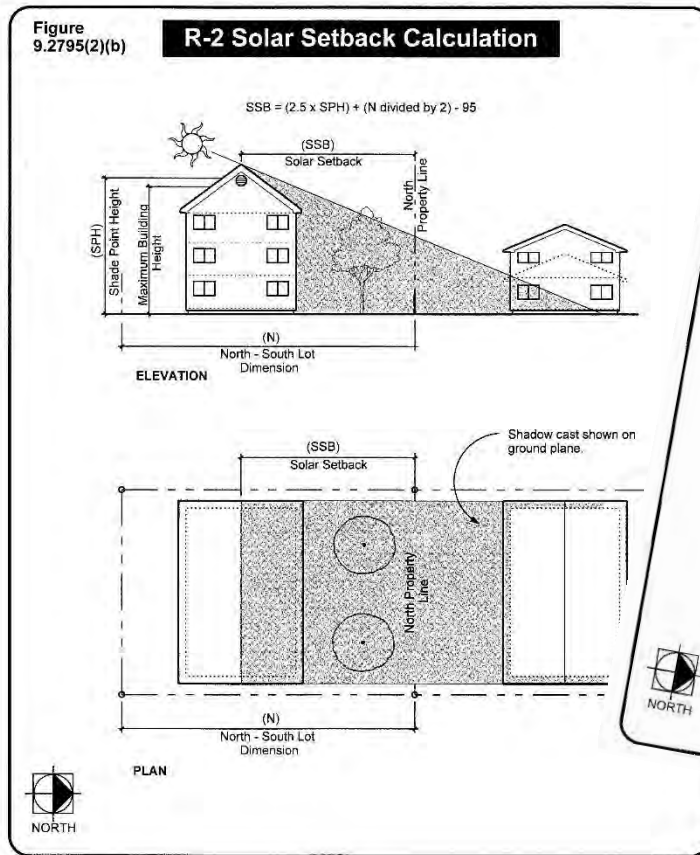 Figure
9.2795(2)(b)
R-2 Solar Setback Calculation
SSB = (2.5 x SPH) + (N divided by 2) - 95
(SSB)
Solar Setback
North
Property Line
(SPH)
Shade Point Height
Maximum Building
Height
(N)
North - South Lot
Dimension
ELEVATION
(SSB)
Solar Setback
Shadow cast shown on
ground plane.
North Property
Line
(N)
North - South Lot
Dimension
PLAN
NORTH
NORTH